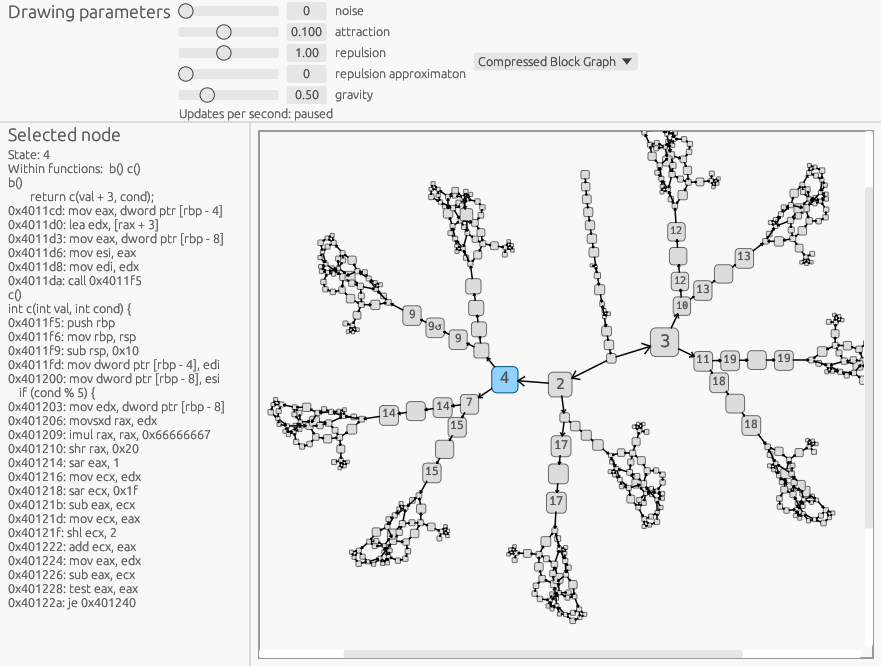 Drawing parameters
0 noise
0.100 attraction
1.00 repulsion
0 repulsion approximaton
0.50 gravity
Compressed Block Graph
Updates per second: paused
Selected node
State: 4
Within functions: b() c()
b()
return c(val + 3, cond);
0x4011cd: mov eax, dword ptr [rbp - 4]
0x4011d0: lea edx, [rax + 3]
0x4011d3: mov eax, dword ptr [rbp - 8]
0x4011d6: mov esi, eax
0x4011d8: mov edi, edx
0x4011da: call 0x4011f5
c()
int c(int val, int cond) {
0x4011f5: push rbp
0x4011f6: mov rbp, rsp
0x4011f9: sub rsp, 0x10
0x4011fd: mov dword ptr [rbp - 4], edi
0x401200: mov dword ptr [rbp - 8], esi
if (cond % 5) {
0x401203: mov edx, dword ptr [rbp - 8]
0x401206: movsxd rax, edx
0x401209: imul rax, rax, 0x66666667
0x401210: shr rax, 0x20
0x401214: sar eax, 1
0x401216: mov ecx, edx
0x401218: sar ecx, 0x1f
0x40121b: sub eax, ecx
0x40121d: mov ecx, eax
0x40121f: shl ecx, 2
0x401222: add ecx, eax
0x401224: mov eax, edx
0x401226: sub eax, ecx
0x401228: test eax, eax
0x40122a: je 0x401240
12
12
13
13
10
9
9↺
9
3
11
19
19
18
18
4
2
7
14
14
15
15
17
17